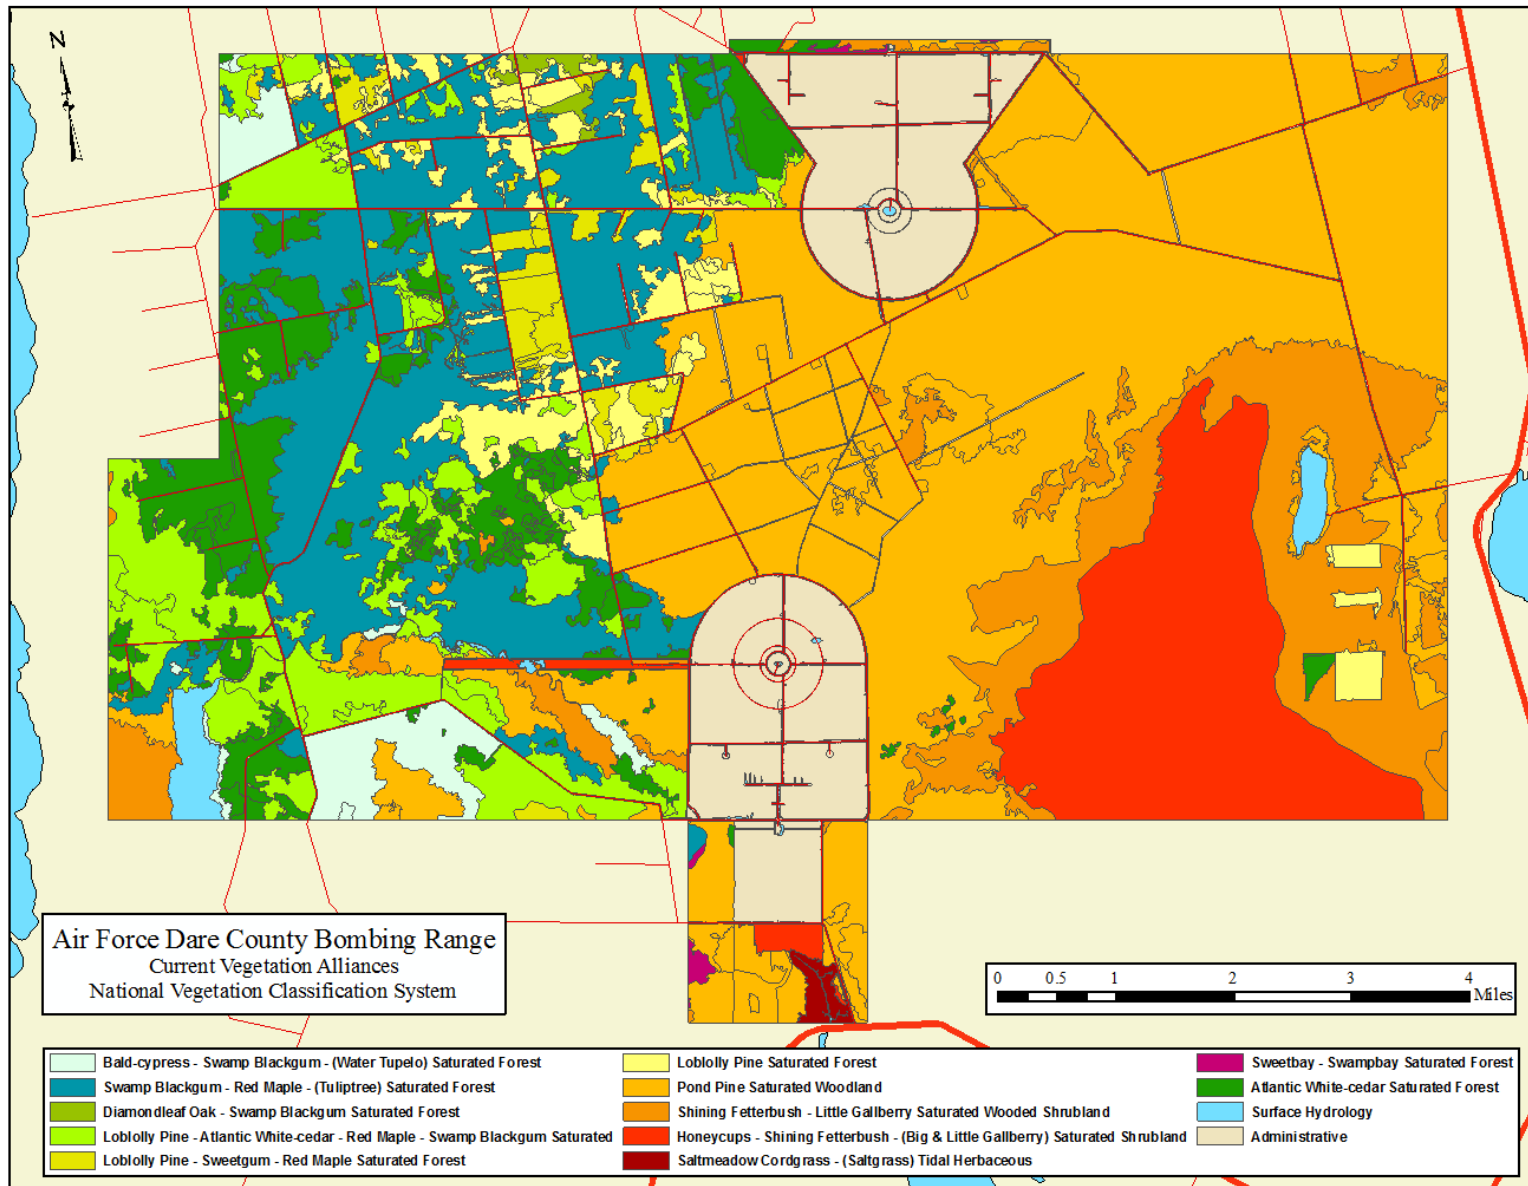 N
Air Force Dare County Bombing Range
Current Vegetation Alliances
National Vegetation Classification System
0 0.5 1 2 3 4
Miles
Bald-cypress - Swamp Blackgum - (Water Tupelo) Saturated Forest
Swamp Blackgum - Red Maple - (Tuliptree) Saturated Forest
Diamondleaf Oak - Swamp Blackgum Saturated Forest
Loblolly Pine - Atlantic White-cedar - Red Maple - Swamp Blackgum Saturated
Loblolly Pine - Sweetgum - Red Maple Saturated Forest
Loblolly Pine Saturated Forest
Pond Pine Saturated Woodland
Shining Fetterbush - Little Gallberry Saturated Wooded Shrubland
Honeycups - Shining Fetterbush - (Big & Little Gallberry) Saturated Shrubland
Saltmeadow Cordgrass - (Saltgrass) Tidal Herbaceous
Sweetbay - Swampbay Saturated Forest
Atlantic White-cedar Saturated Forest
Surface Hydrology
Administrative